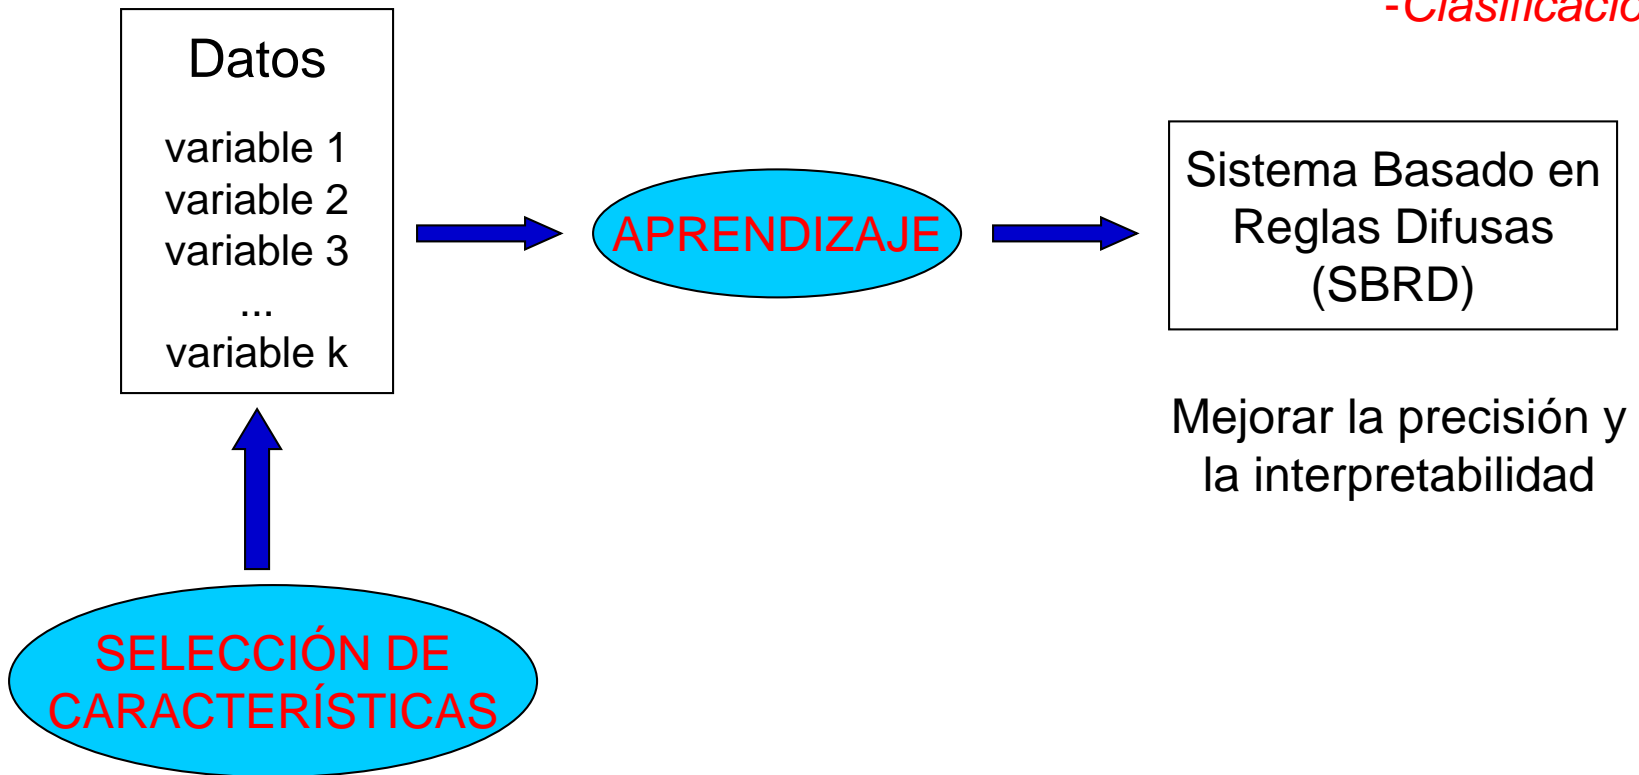 Datos
variable 1
variable 2
variable 3
...
variable k
APRENDIZAJE
Sistema Basado en
Reglas Difusas
(SBRD)
Mejorar la precisión y
la interpretabilidad
SELECCIÓN DE
CARACTERÍSTICAS